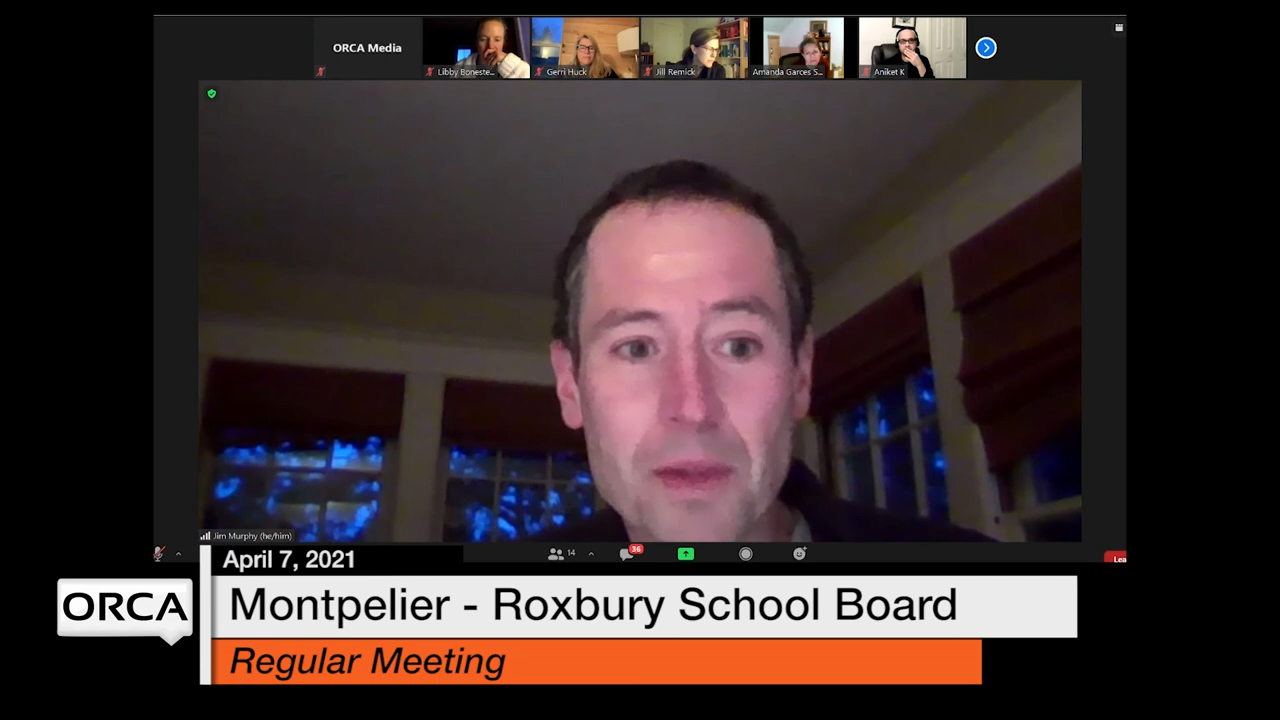 ORCA Media
Libby Boneste...
Gerri Huck
Jill Remick
Amanda Garces S...
Aniket K
Jim Murphy (he/him)
14
36
Lea
April 7, 2021
ORCA
Montpelier - Roxbury School Board
Regular Meeting